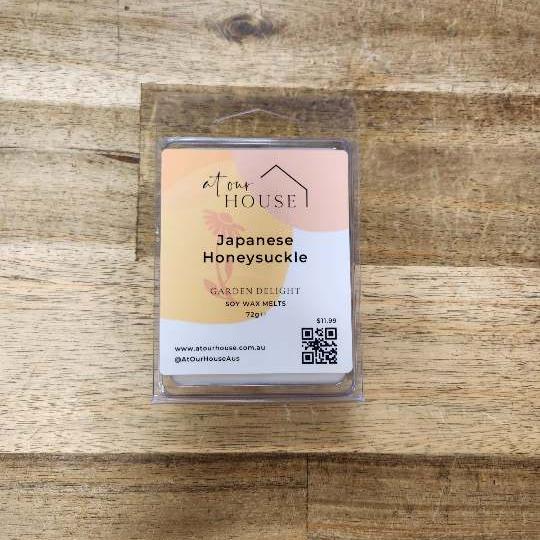 at our
HOUSE
Japanese
Honeysuckle
GARDEN DELIGHT
SOY WAX MELTS
72g
$11.99
www.atourhouse.com.au
@AtOurHouseAus